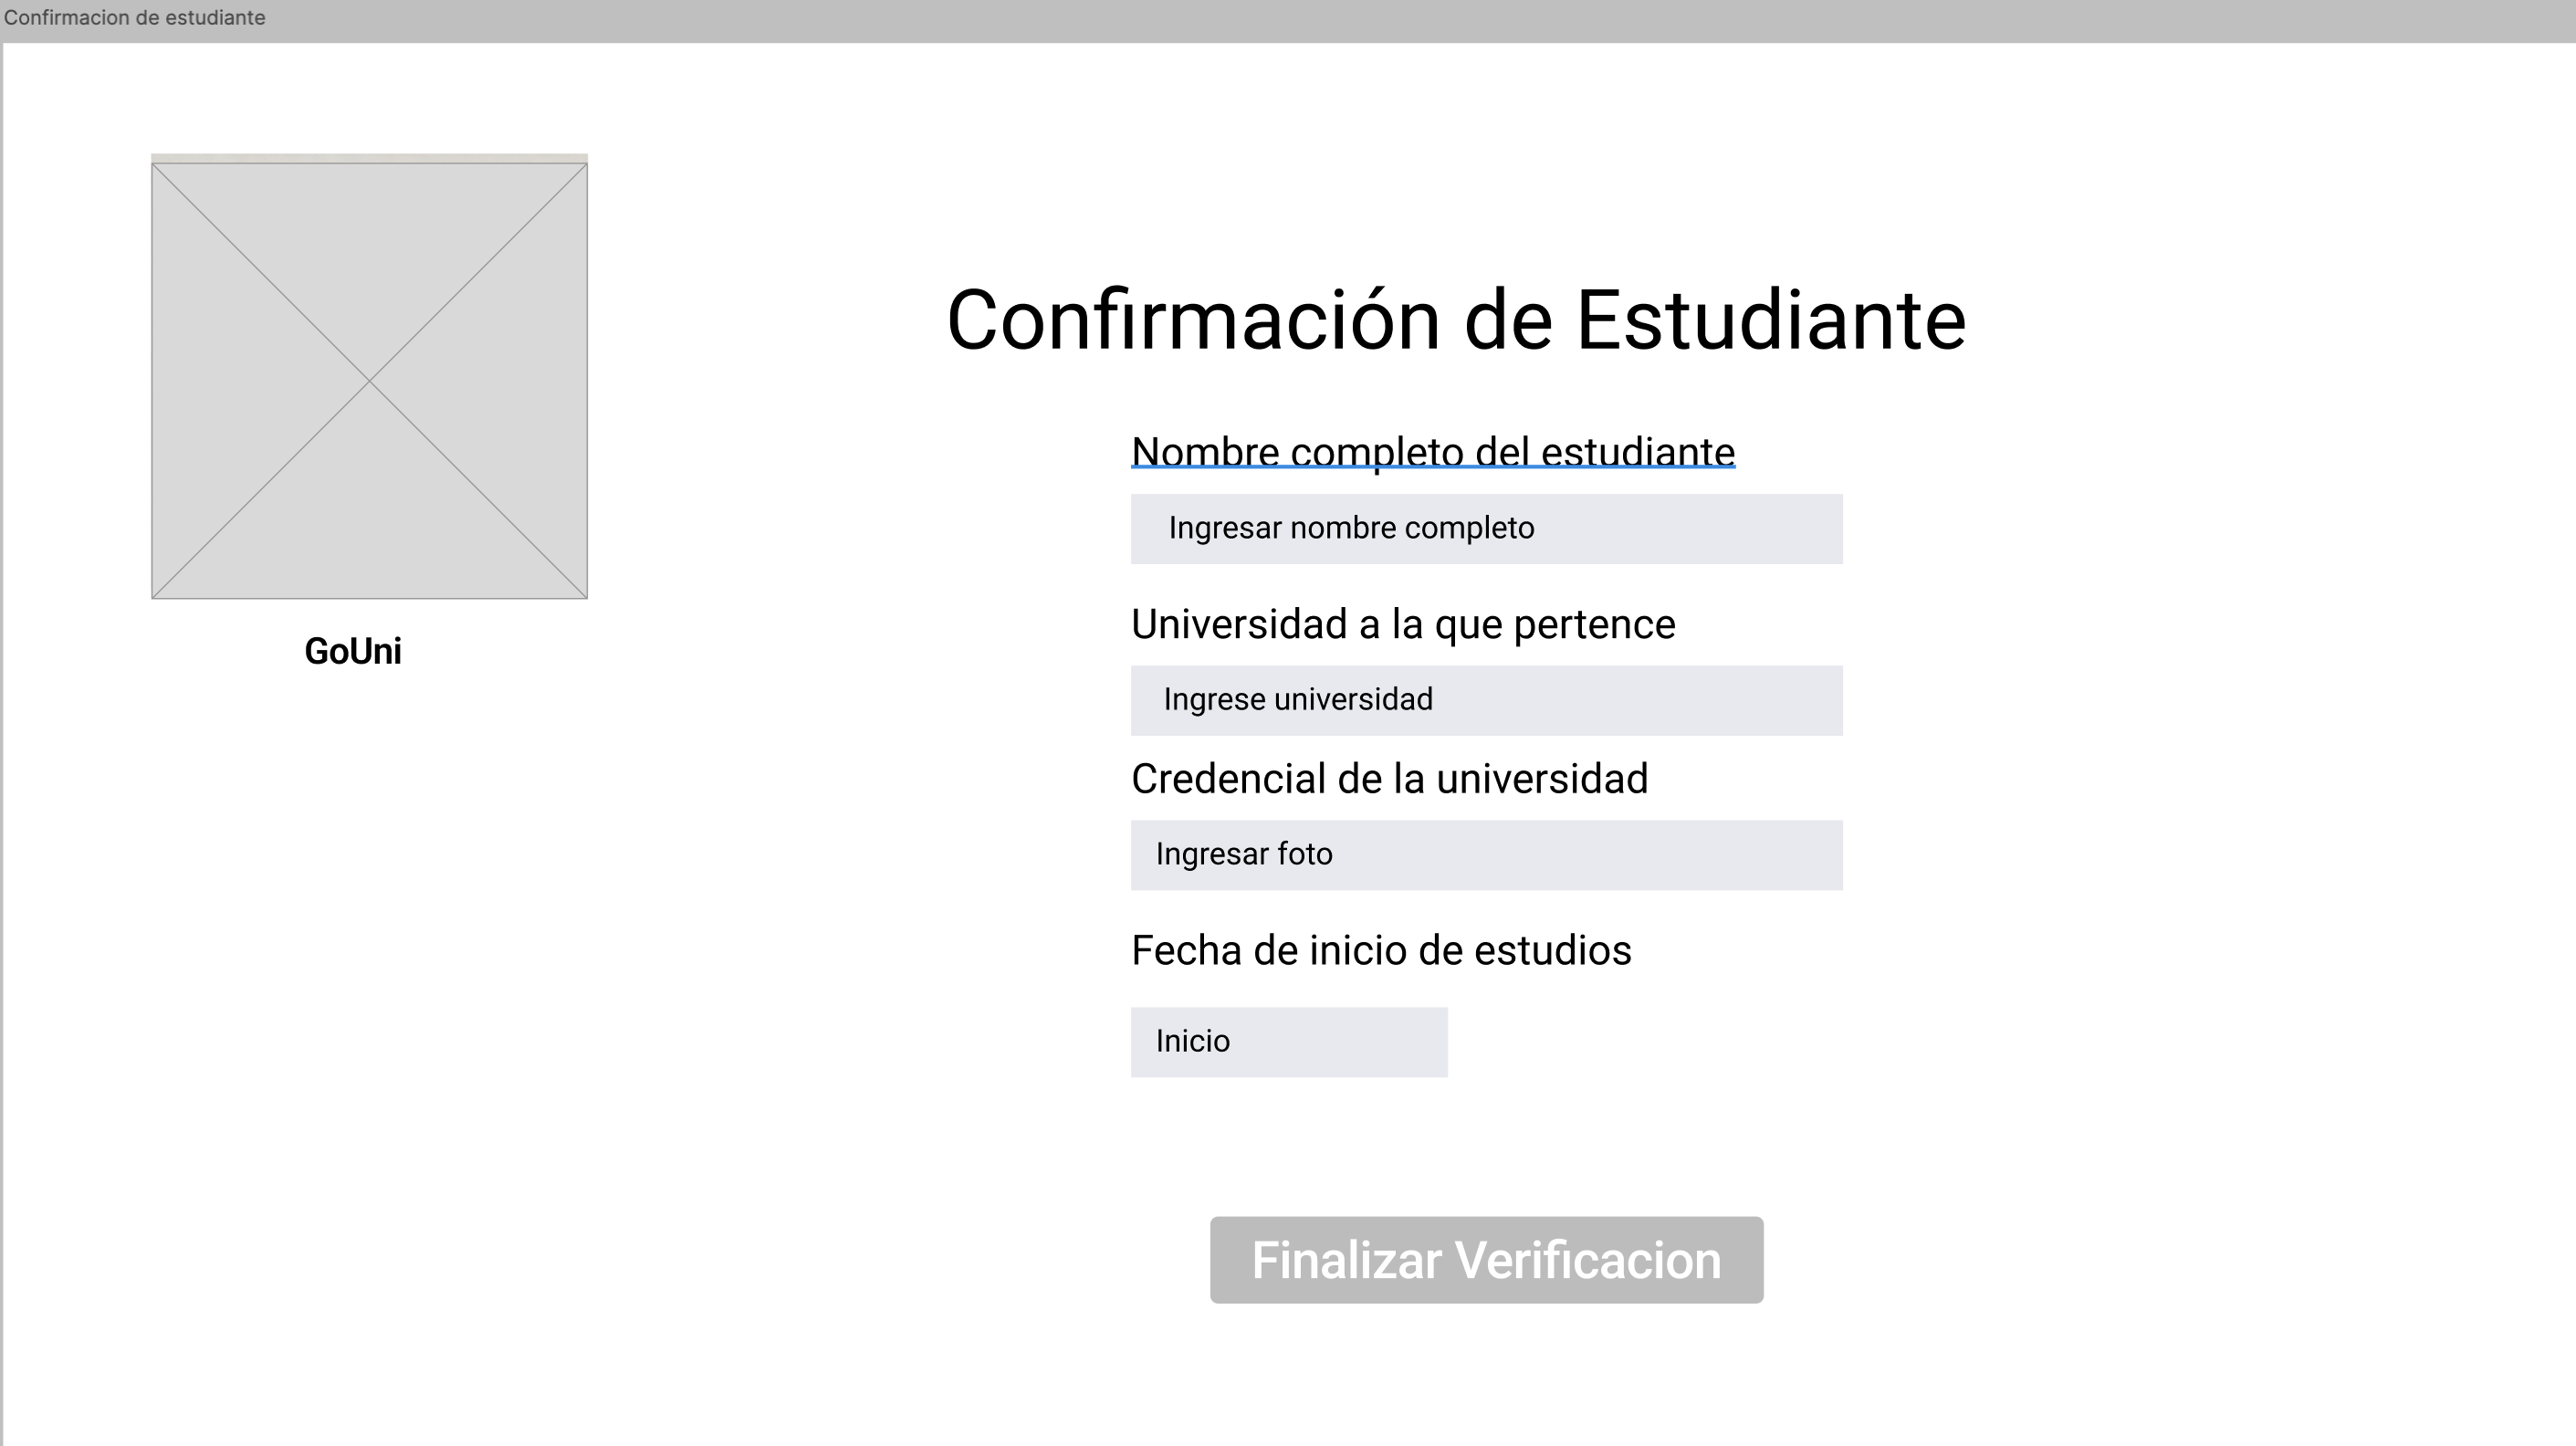 Confirmacion de estudiante
GoUni
Confirmación de Estudiante
Nombre completo del estudiante
Ingresar nombre completo
Universidad a la que pertence
Ingrese universidad
Credencial de la universidad
Ingresar foto
Fecha de inicio de estudios
Inicio
Finalizar Verificacion